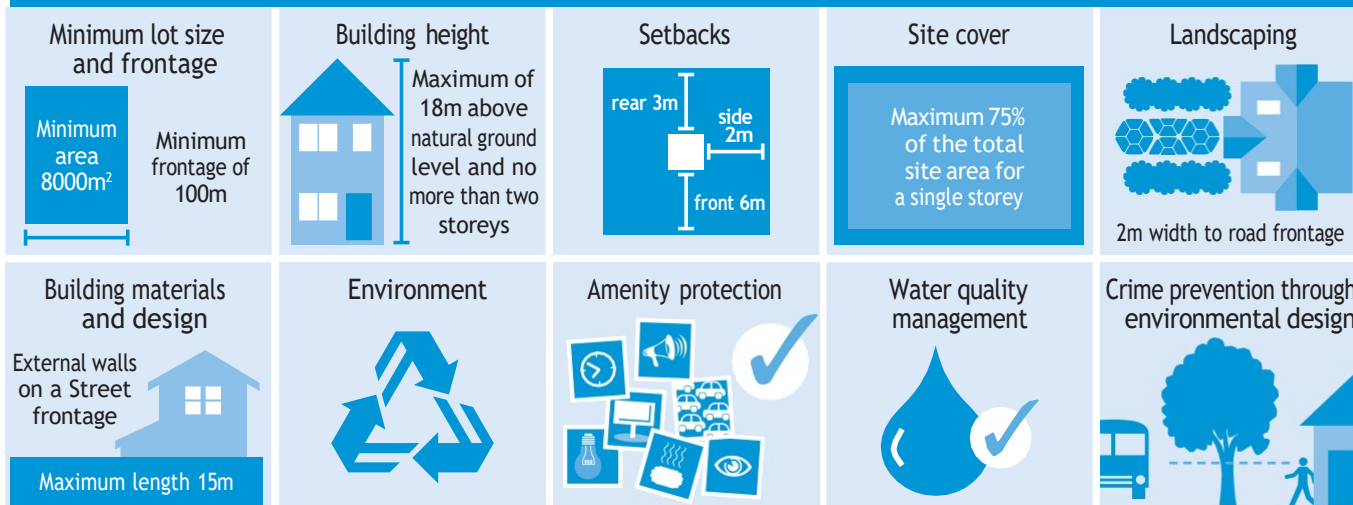 Minimum lot size
and frontage
Minimum
area
8000m²
Minimum
frontage of
100m
Building height
Maximum of
18m above
natural ground
level and no
more than two
storeys
Setbacks
rear 3m
side
2m
front 6m
Site cover
Maximum 75%
of the total
site area for
a single storey
Landscaping
2m width to road frontage
Building materials
and design
External walls
on a Street
frontage
Maximum length 15m
Environment
Amenity protection
Water quality
management
Crime prevention through
environmental design